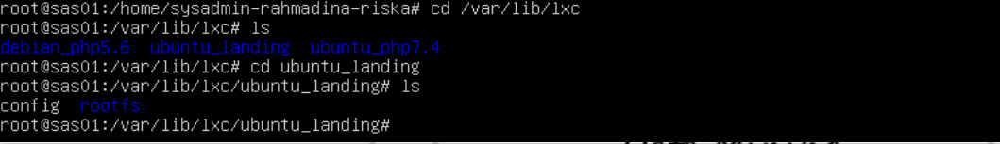 root@sas01:/home/sysadmin-rahmadina-riska# cd /var/lib/lxc
root@sas01:/var/lib/lxc# ls
debian_php5.6  ubuntu_landing  ubuntu_php7.4
root@sas01:/var/lib/lxc# cd ubuntu_landing
root@sas01:/var/lib/lxc/ubuntu_landing# ls
config  rootfs
root@sas01:/var/lib/lxc/ubuntu_landing#